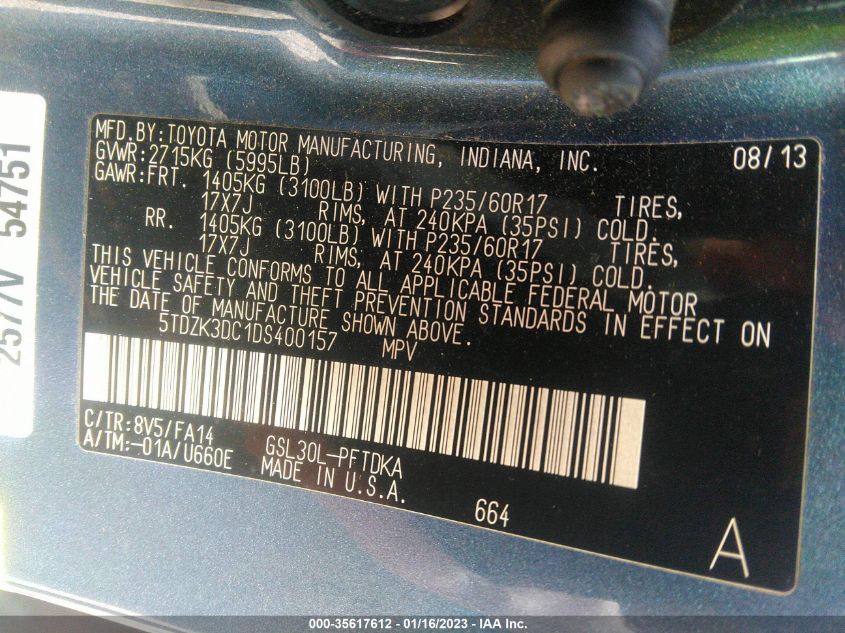 MFD.BY:TOYOTA MOTOR MANUFACTURING, INDIANA, INC. 08/13
GVWR:2715KG (5995LB)
GAWR:FRT. 1405KG (3100LB) WITH P235/60R17 TIRES,
17X7J RIMS, AT 240KPA (35PSI) COLD.
RR. 1405KG (3100LB) WITH P235/60R17 TIRES,
17X7J RIMS, AT 240KPA (35PSI) COLD.
THIS VEHICLE CONFORMS TO ALL APPLICABLE FEDERAL MOTOR
VEHICLE SAFETY AND THEFT PREVENTION STANDARDS IN EFFECT ON
THE DATE OF MANUFACTURE SHOWN ABOVE.
5TDZK3DC1DS400157 MPV
C/TR:8V5/FA14 GSL30L-PFTDKA
A/TM:-01A/U660E MADE IN U.S.A.
664
A
2577V 54751
000-35617612 - 01/16/2023 - IAA Inc.